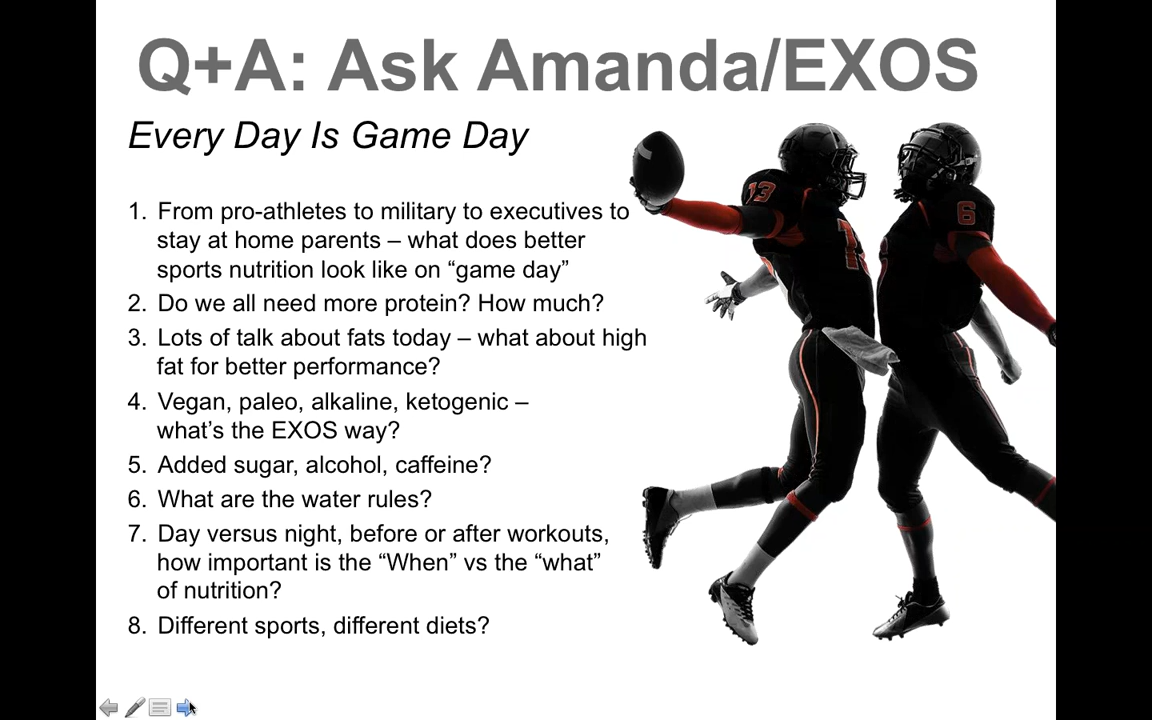 Q+A: Ask Amanda/EXOS
Every Day Is Game Day
1. From pro-athletes to military to executives to
stay at home parents – what does better
sports nutrition look like on “game day”
2. Do we all need more protein? How much?
3. Lots of talk about fats today – what about high
fat for better performance?
4. Vegan, paleo, alkaline, ketogenic –
what’s the EXOS way?
5. Added sugar, alcohol, caffeine?
6. What are the water rules?
7. Day versus night, before or after workouts,
how important is the “When” vs the “what”
of nutrition?
8. Different sports, different diets?
13
6